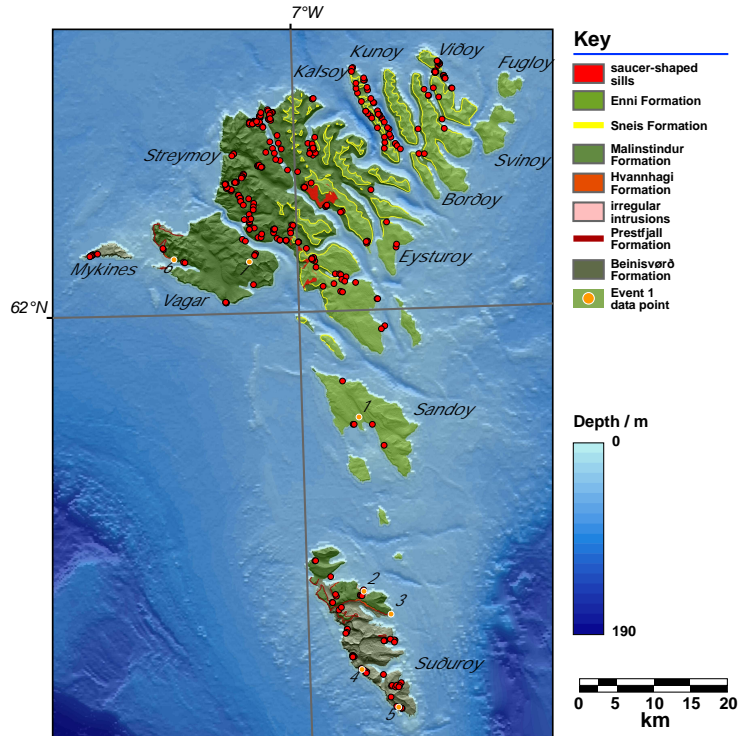 7°W
Kunoy
Viðoy
Fugloy
Kalsoy
Streymoy
Svinoy
Borðoy
Eysturoy
Mykines
6
7
Vagar
62°N
1
Sandoy
2
3
Suðuroy
4
5
Key
saucer-shaped
sills
Enni Formation
Sneis Formation
Malinstindur
Formation
Hvannhagi
Formation
irregular
intrusions
Prestfjall
Formation
Beinisvørð
Formation
Event 1
data point
Depth / m
0
190
0 5 10 15 20
km